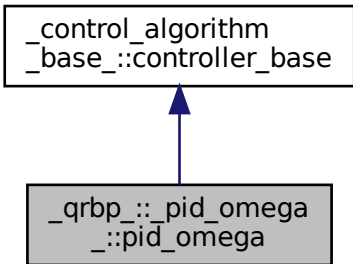 _control_algorithm
_base_::controller_base
_qrbp_::_pid_omega
_::pid_omega